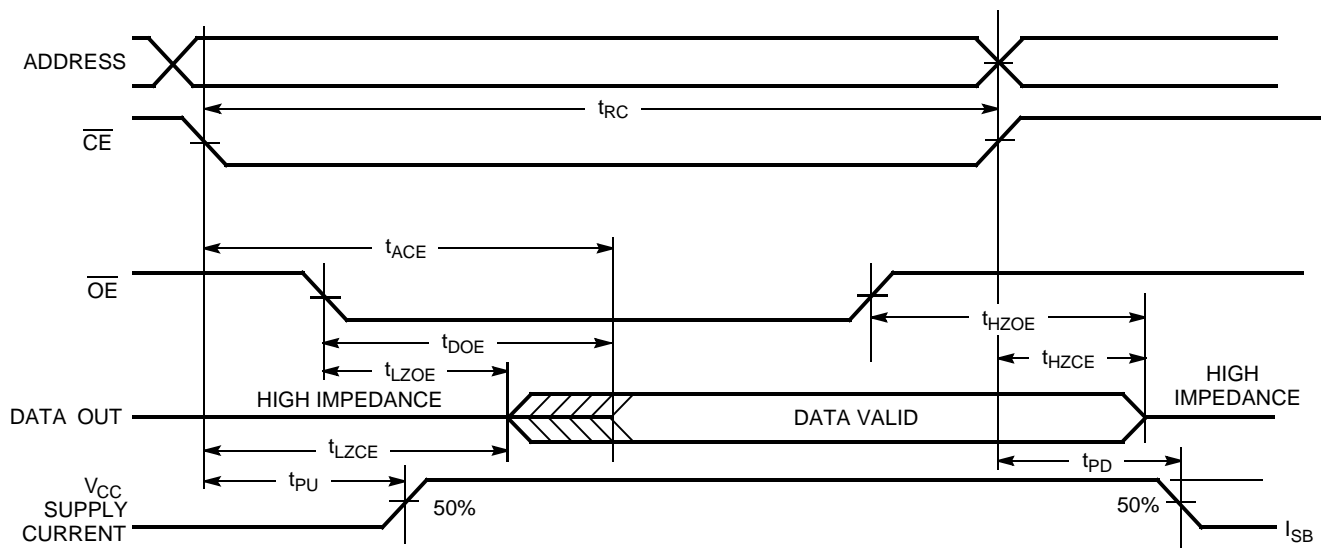 ADDRESS
tRC
CE
tACE
OE
tHZOE
tDOE
tHZCE
tLZOE
HIGH IMPEDANCE
HIGH
IMPEDANCE
DATA OUT
DATA VALID
tLZCE
tPD
tPU
VCC
SUPPLY
CURRENT
50%
50%
ISB